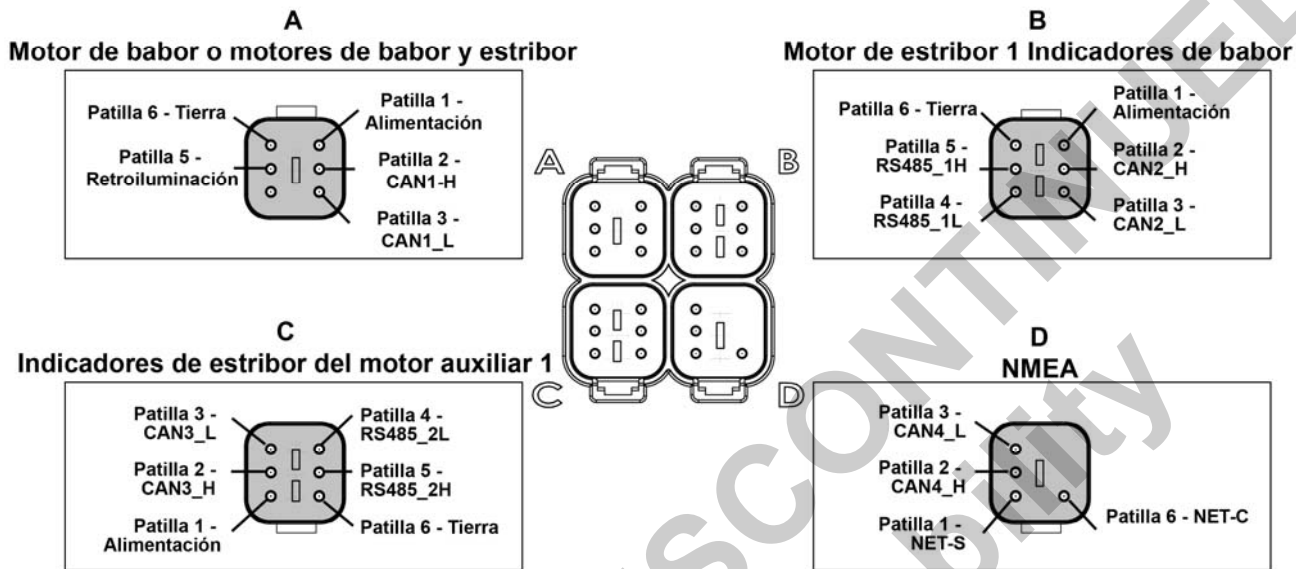 A
Motor de babor o motores de babor y estribor
Patilla 6 - Tierra
Patilla 1 -
Alimentación
Patilla 5 -
Retroiluminación
Patilla 2 -
CAN1-H
Patilla 3 -
CAN1_L
B
Motor de estribor 1 Indicadores de babor
Patilla 6 - Tierra
Patilla 1 -
Alimentación
Patilla 5 -
RS485_1H
Patilla 2 -
CAN2_H
Patilla 4 -
RS485_1L
Patilla 3 -
CAN2_L
A
B
C
D
C
Indicadores de estribor del motor auxiliar 1
Patilla 3 -
CAN3_L
Patilla 4 -
RS485_2L
Patilla 2 -
CAN3_H
Patilla 5 -
RS485_2H
Patilla 1 -
Alimentación
Patilla 6 - Tierra
D
NMEA
Patilla 3 -
CAN4_L
Patilla 2 -
CAN4_H
Patilla 1 -
NET-S
Patilla 6 - NET-C